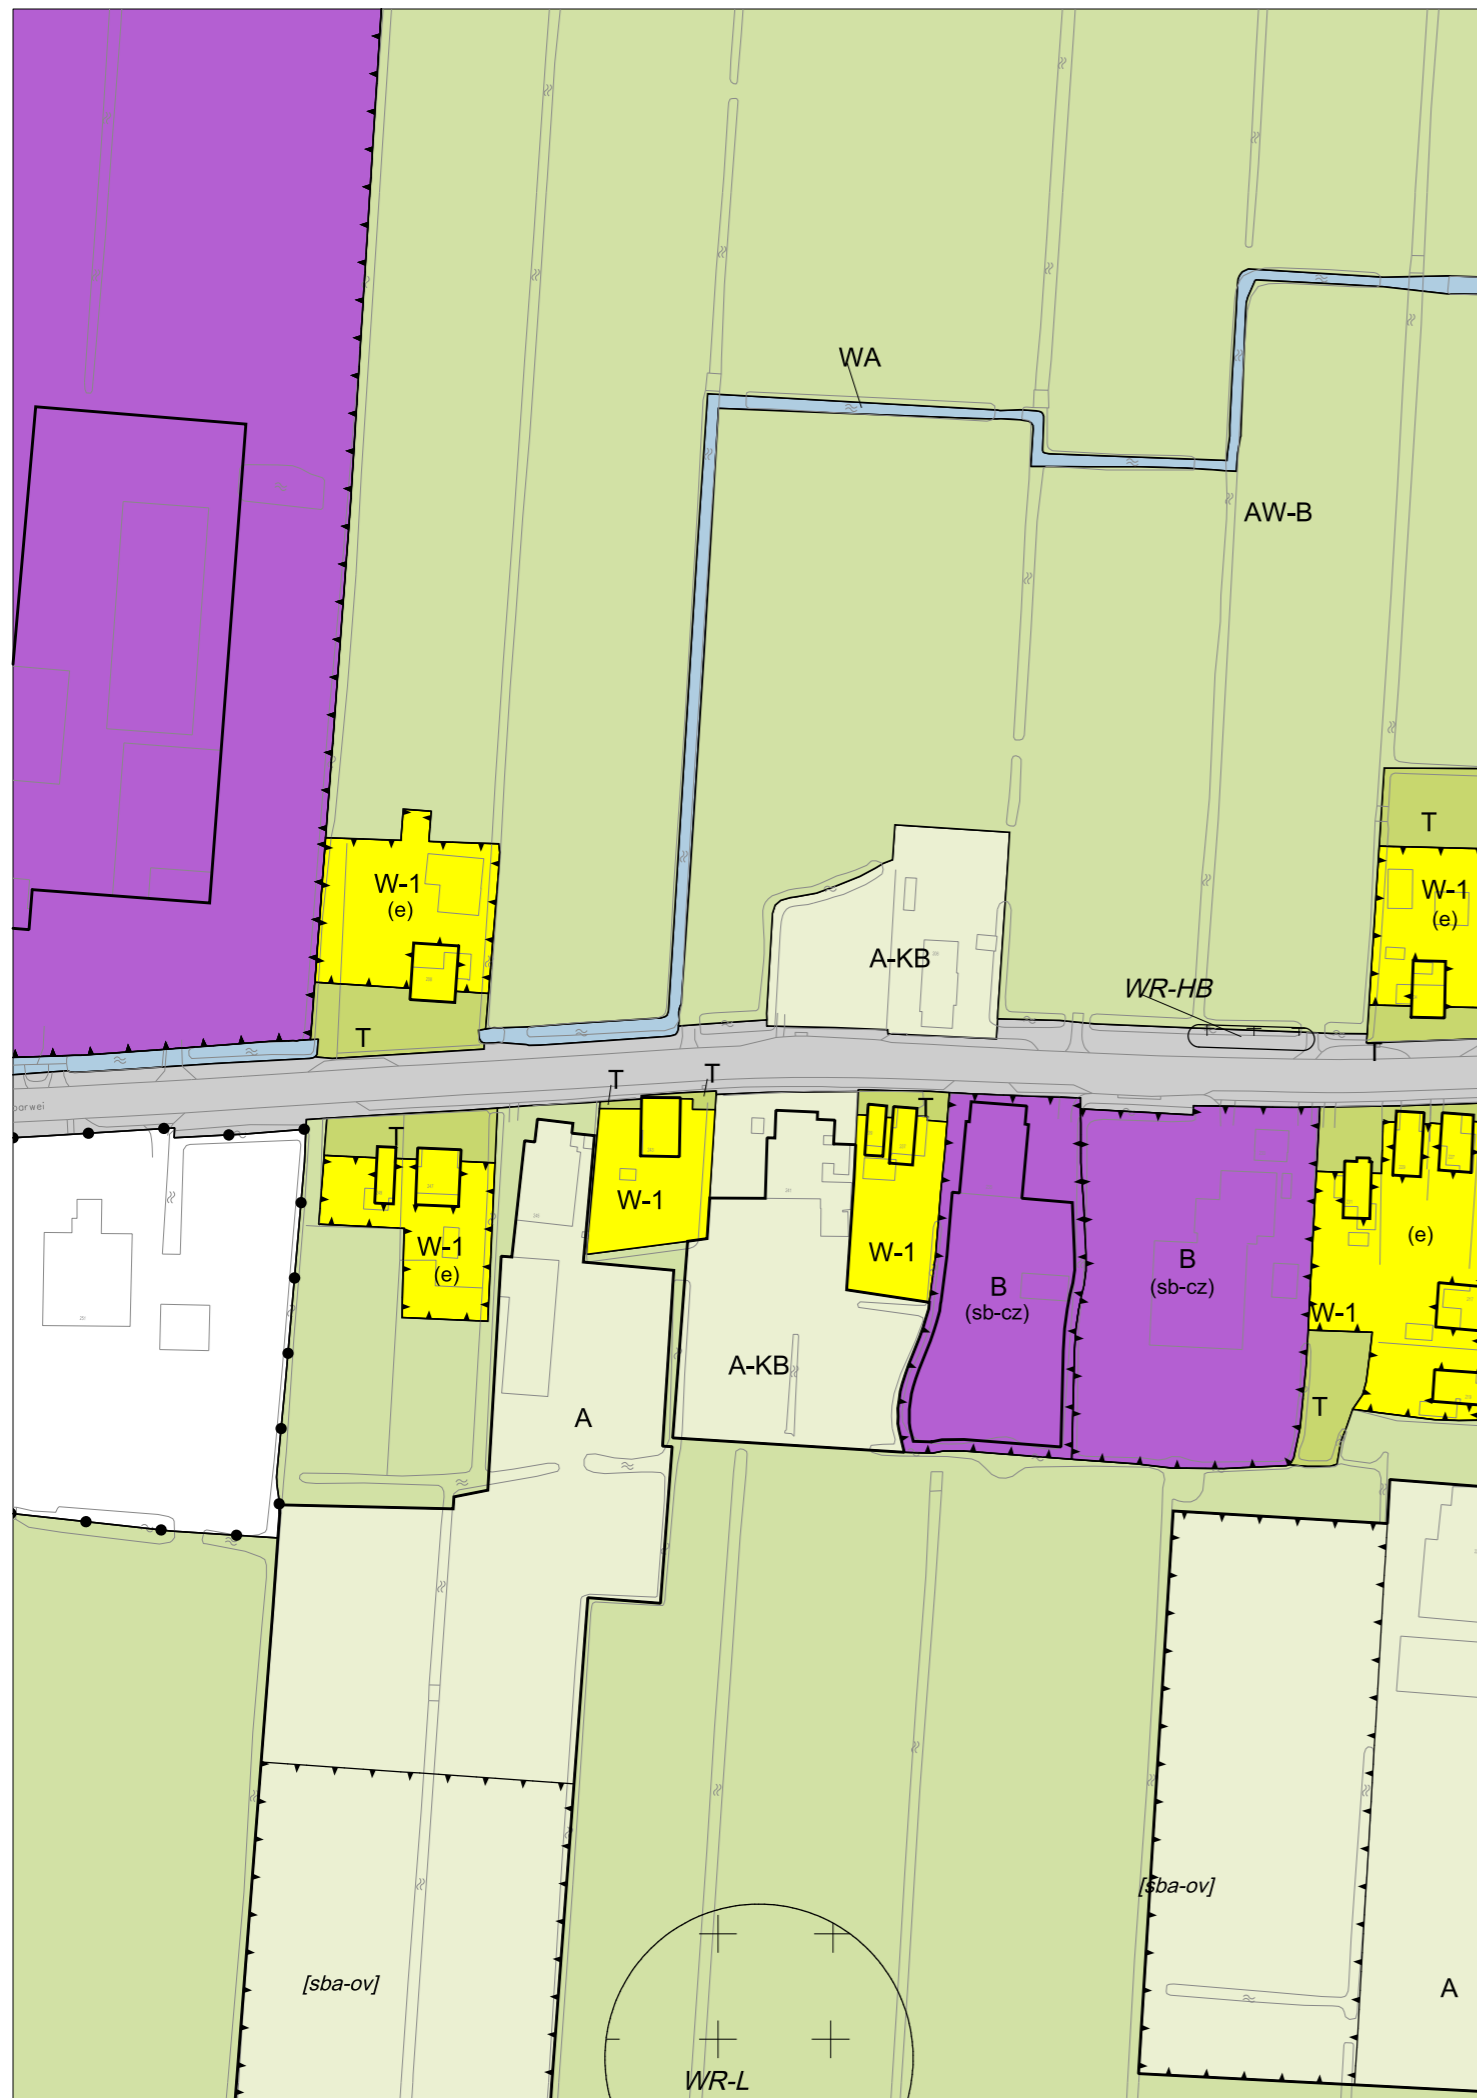 WA
AW-B
T
W-1
(e)
W-1
(e)
A-KB
WR-HB
T
T
T
T
T
T
T
T
T
T
arwei
W-1
W-1
W-1
(e)
(e)
B
(sb-cz)
B
(sb-cz)
W-1
A-KB
T
A
[sba-ov]
[sba-ov]
A
WR-L